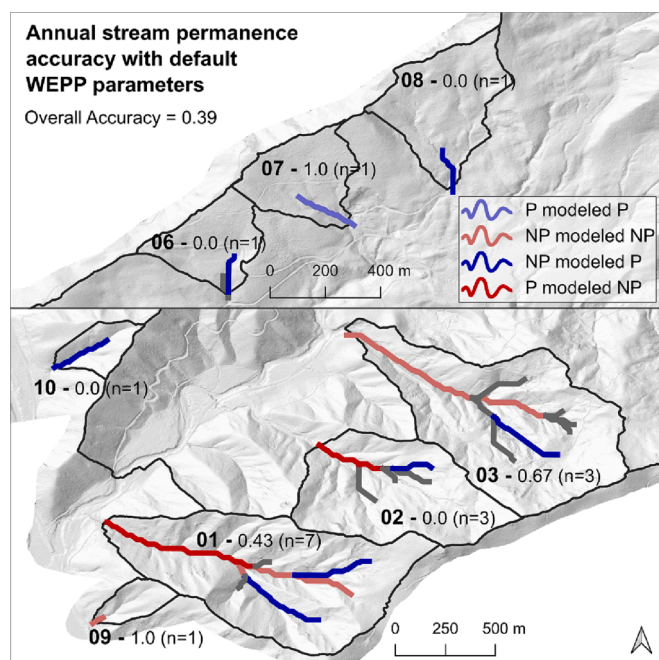 Annual stream permanence
accuracy with default
WEPP parameters
Overall Accuracy = 0.39
08 - 0.0 (n=1)
07 - 1.0 (n=1)
06 - 0.0 (n=1)
P modeled P
NP modeled NP
NP modeled P
P modeled NP
0 200 400 m
10 - 0.0 (n=1)
03 - 0.67 (n=3)
02 - 0.0 (n=3)
01 - 0.43 (n=7)
09 - 1.0 (n=1)
0 250 500 m